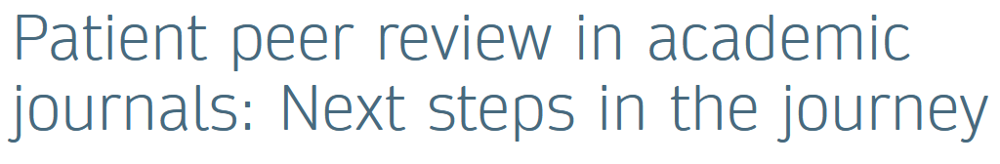 Patient peer review in academic
journals: Next steps in the journey